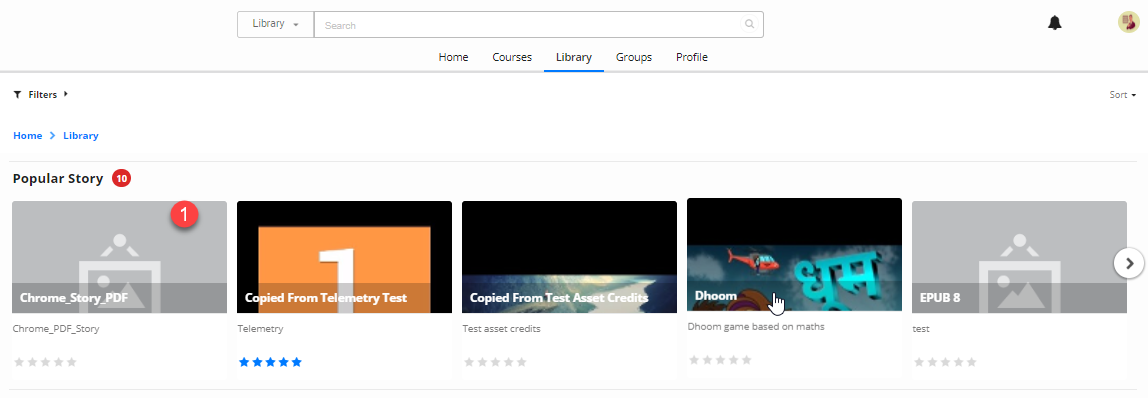 Library Search
Home Courses Library Groups Profile
Filters Sort
Home Library
Popular Story 10
1
1
धूम
Chrome_Story_PDF Copied From Telemetry Test Copied From Test Asset Credits Dhoom EPUB 8
Chrome_PDF_Story Telemetry Test asset credits Dhoom game based on maths test